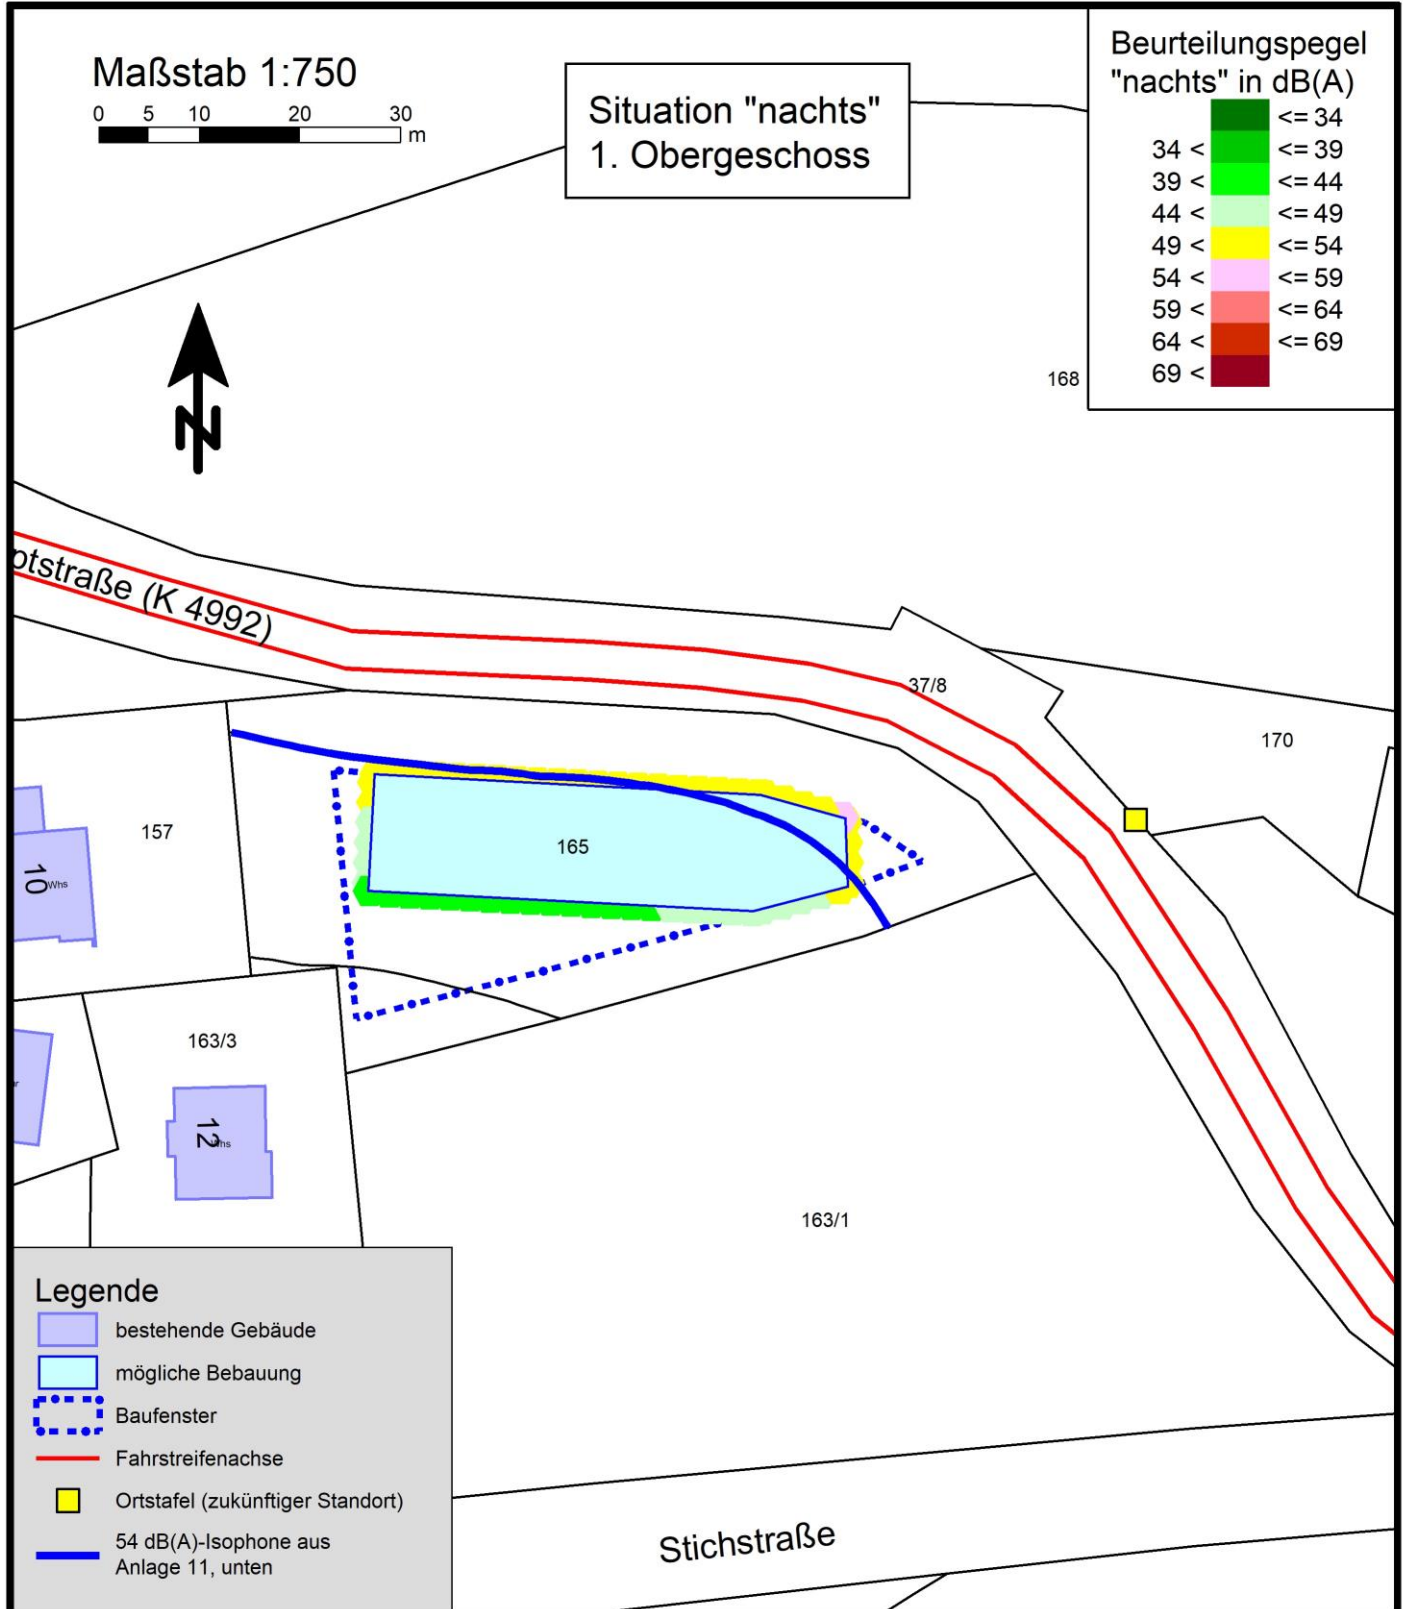 Maßstab 1:750
0 5 10 20 30
m
Situation "nachts"
1. Obergeschoss
Beurteilungspegel
"nachts" in dB(A)
<= 34
34 < <= 39
39 < <= 44
44 < <= 49
49 < <= 54
54 < <= 59
59 < <= 64
64 < <= 69
69 <
168
N
ptstraße (K 4992)
37/8
170
157
165
10
Whs
163/3
12
Whs
r
163/1
Legende
bestehende Gebäude
mögliche Bebauung
Baufenster
Fahrstreifenachse
Ortstafel (zukünftiger Standort)
54 dB(A)-Isophone aus
Anlage 11, unten
Stichstraße